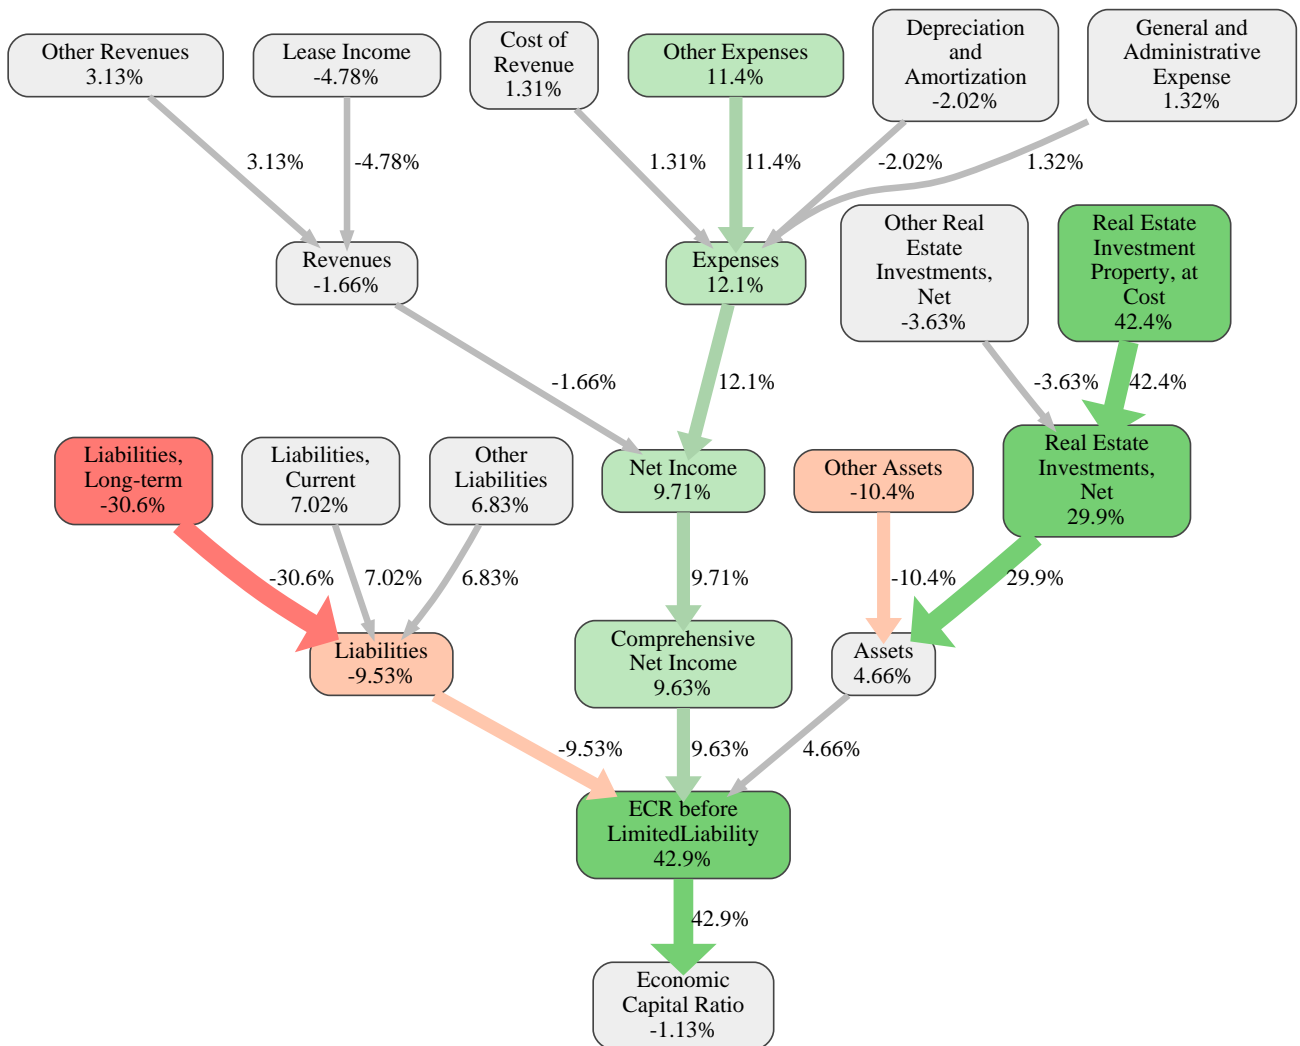 Other Revenues
3.13%
Lease Income
-4.78%
Cost of
Revenue
1.31%
Other Expenses
11.4%
Depreciation
and
Amortization
-2.02%
General and
Administrative
Expense
1.32%
3.13%
-4.78%
1.31%
11.4%
-2.02%
1.32%
Revenues
-1.66%
Expenses
12.1%
Other Real
Estate
Investments,
Net
-3.63%
Real Estate
Investment
Property, at
Cost
42.4%
-1.66%
12.1%
-3.63%
42.4%
Liabilities,
Long-term
-30.6%
Liabilities,
Current
7.02%
Other
Liabilities
6.83%
Net Income
9.71%
Other Assets
-10.4%
Real Estate
Investments,
Net
29.9%
-30.6%
7.02%
6.83%
9.71%
-10.4%
29.9%
Liabilities
-9.53%
Comprehensive
Net Income
9.63%
Assets
4.66%
-9.53%
9.63%
4.66%
ECR before
LimitedLiability
42.9%
42.9%
Economic
Capital Ratio
-1.13%